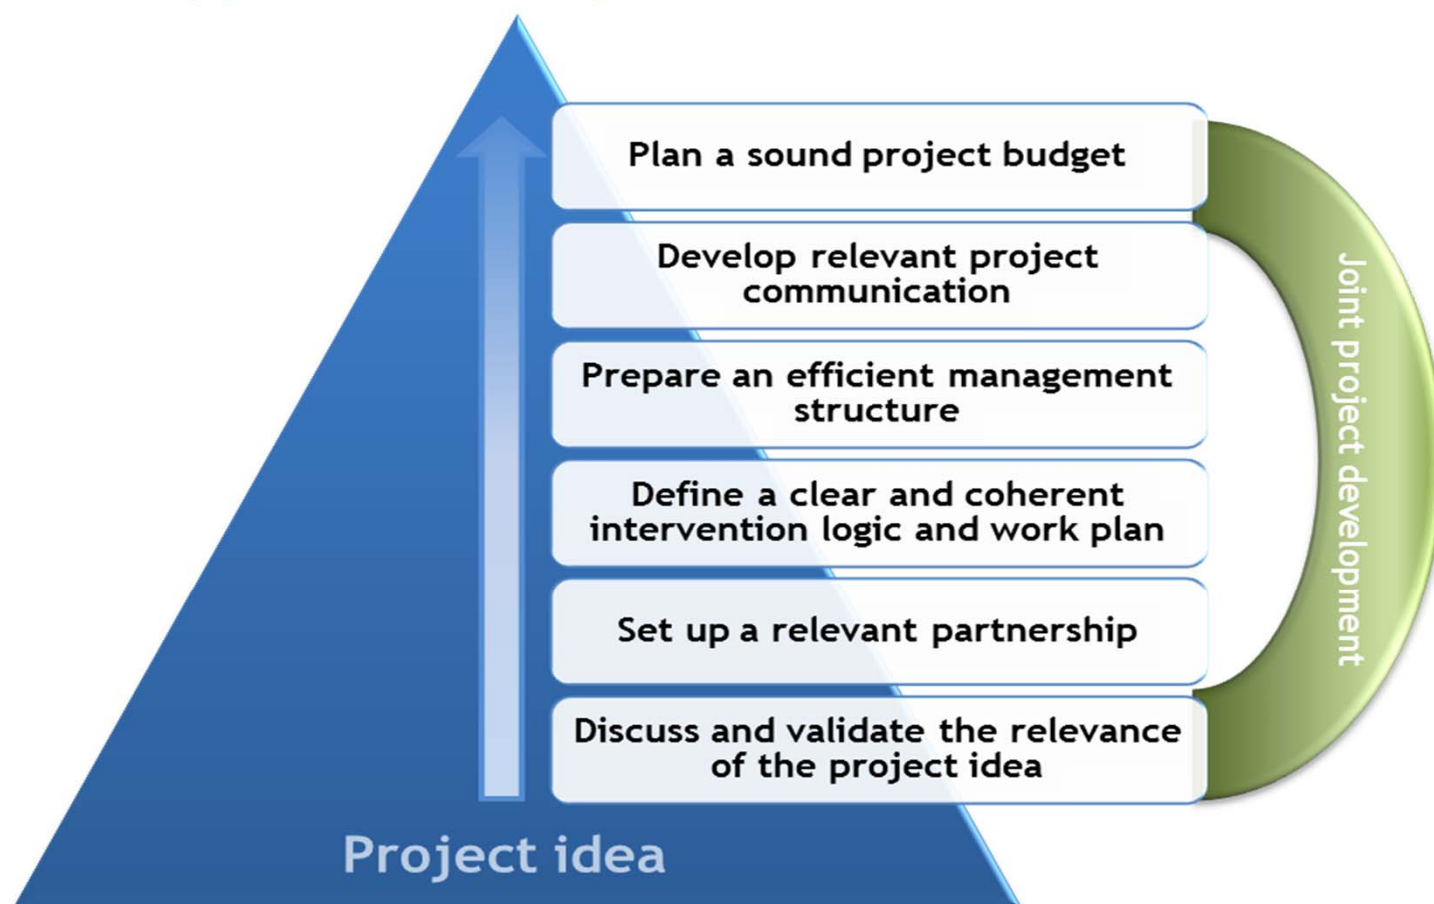 Plan a sound project budget
Develop relevant project
communication
Prepare an efficient management
structure
Define a clear and coherent
intervention logic and work plan
Set up a relevant partnership
Discuss and validate the relevance
of the project idea
Project idea
Joint project development